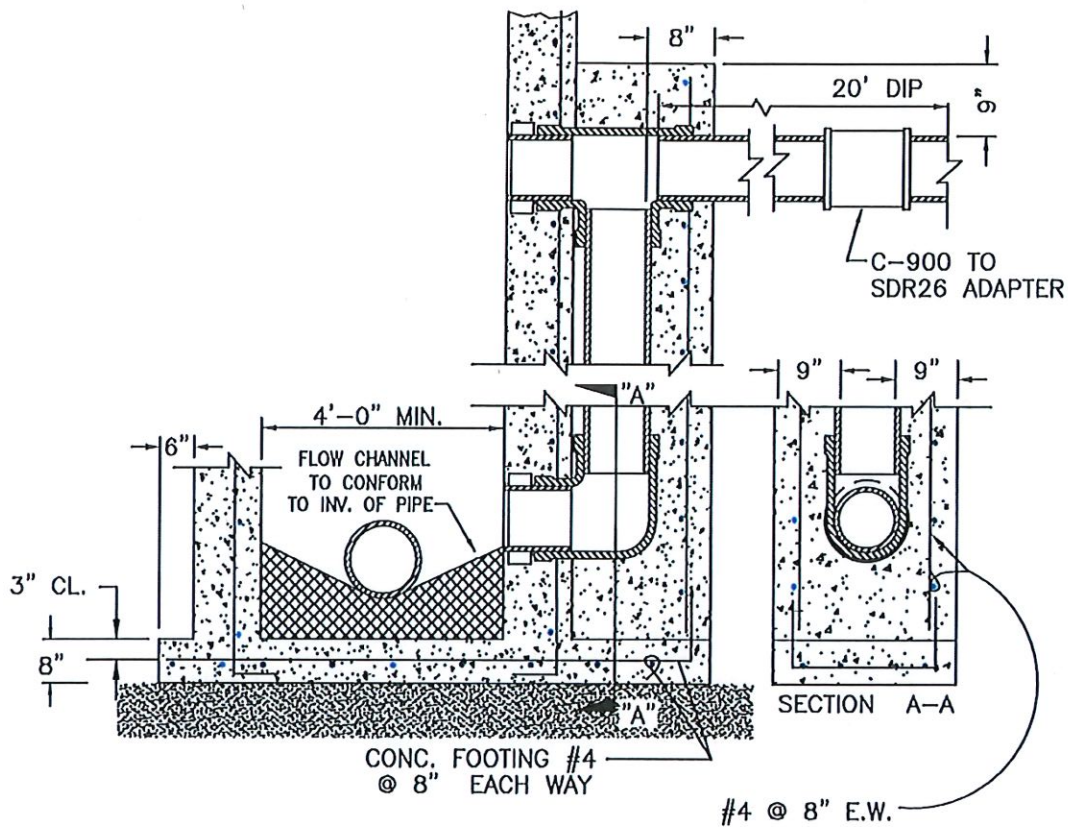 8"
20' DIP
9"
C-900 TO
SDR26 ADAPTER
"A"
9"
9"
4'-0" MIN.
6"
FLOW CHANNEL
TO CONFORM
TO INV. OF PIPE
3" CL.
8"
"A"
SECTION A-A
CONC. FOOTING #4
@ 8" EACH WAY
#4 @ 8" E.W.